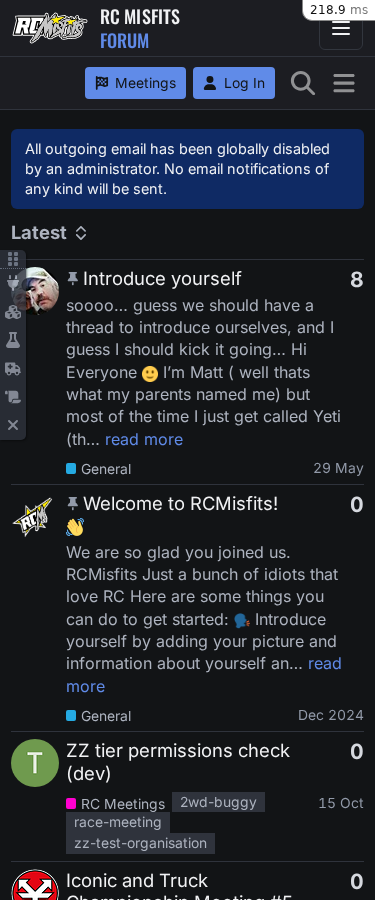 218.9 ms
RC MISFITS
FORUM
Meetings
Log In
All outgoing email has been globally disabled
by an administrator. No email notifications of
any kind will be sent.
Latest
Introduce yourself
8
soooo... guess we should have a
thread to introduce ourselves, and I
guess I should kick it going... Hi
Everyone 🙂 I'm Matt ( well thats
what my parents named me) but
most of the time I just get called Yeti
(th... read more
General
29 May
RC
Welcome to RCMisfits!
0
👋
We are so glad you joined us.
RCMisfits Just a bunch of idiots that
love RC Here are some things you
can do to get started: 🗣️ Introduce
yourself by adding your picture and
information about yourself an... read
more
General
Dec 2024
T
ZZ tier permissions check
0
(dev)
RC Meetings 2wd-buggy
15 Oct
race-meeting
zz-test-organisation
Iconic and Truck
0
Championship Meeting #5